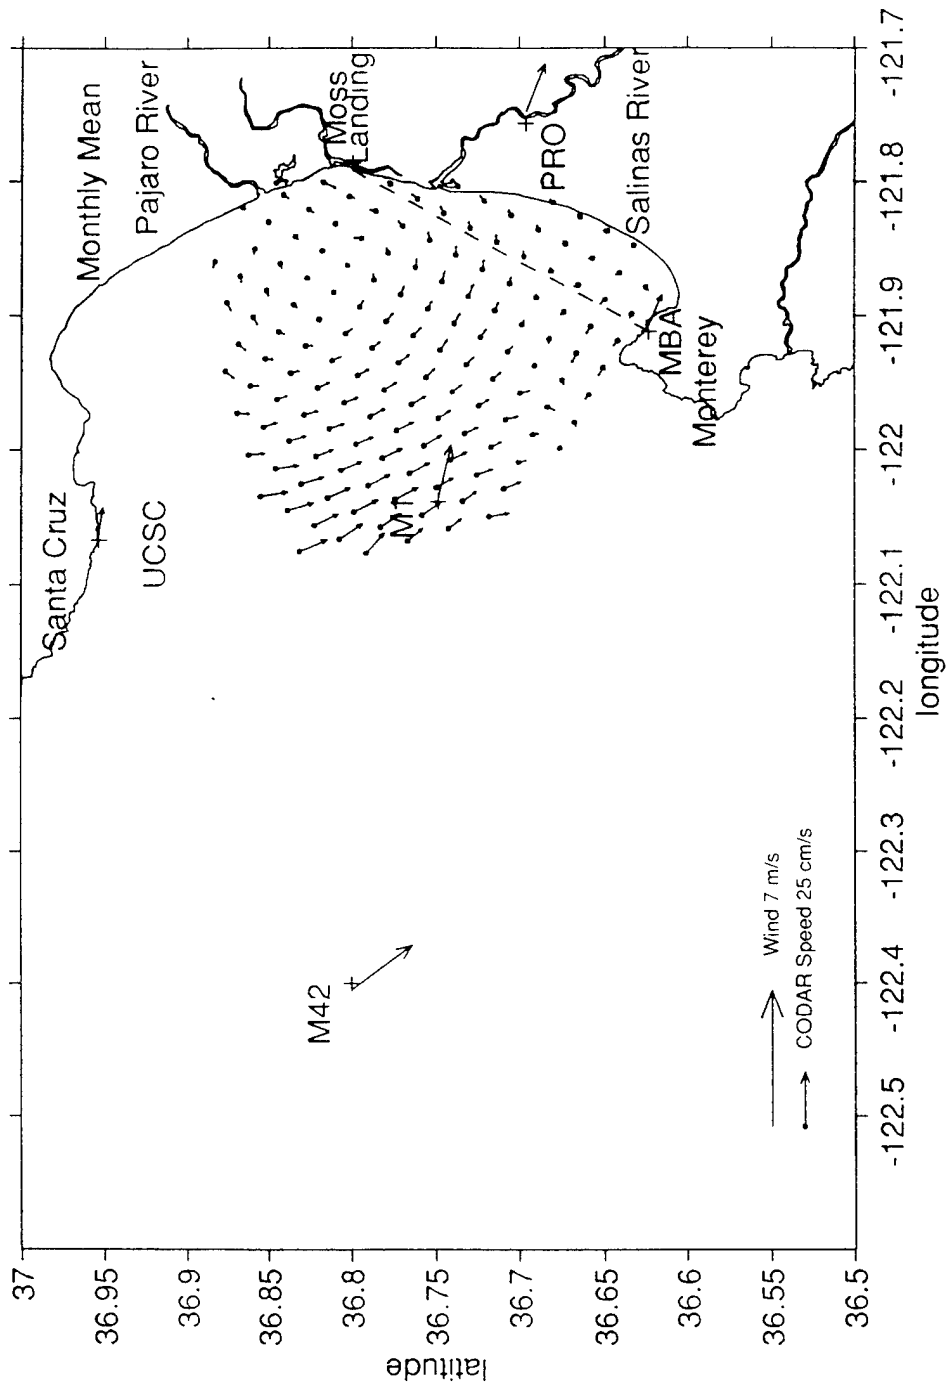 Monthly Mean
Santa Cruz
UCSC
Pajaro River
M42
Moss
Landing
M1
PRO
Salinas River
MBA
Monterey
Wind 7 m/s
CODAR Speed 25 cm/s
37
36.95
36.9
36.85
36.8
36.75
36.7
36.65
36.6
36.55
36.5
latitude
-122.5
-122.4
-122.3
-122.2
-122.1
-122
-121.9
-121.8
-121.7
longitude